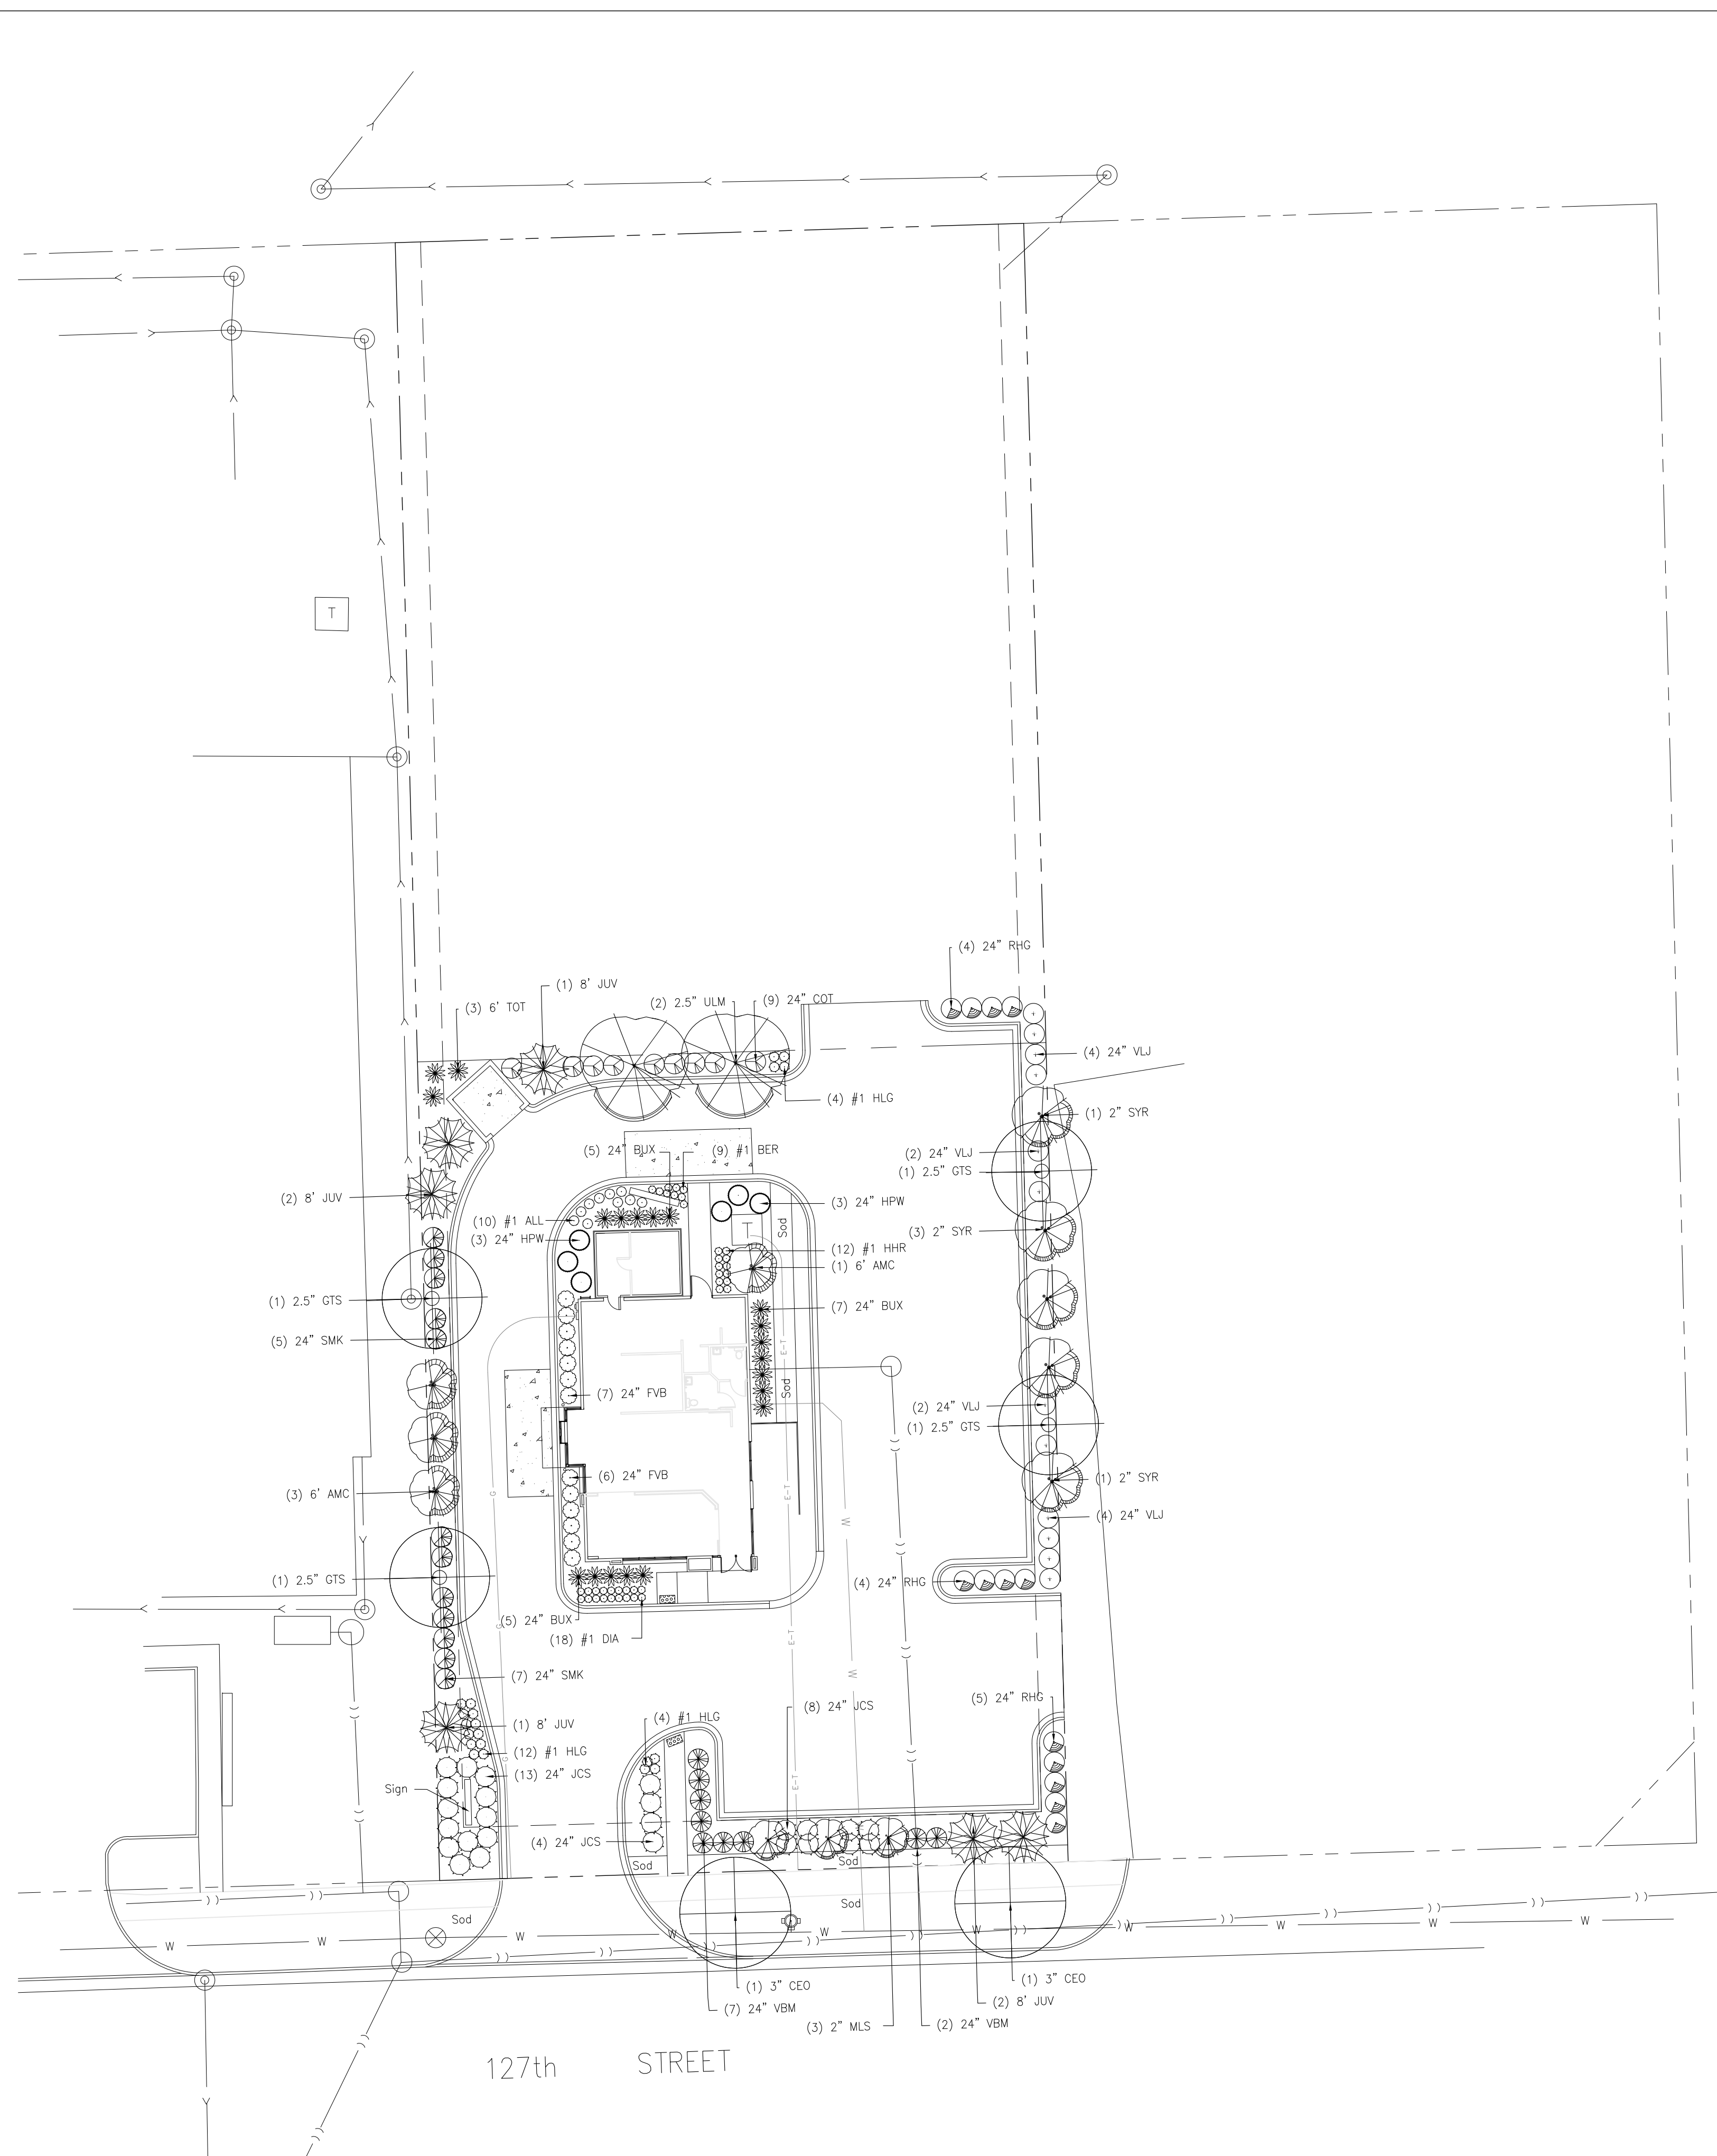 T
(4) 24" RHG
(1) 8' JUV
(3) 6' TOT
(2) 2.5" ULM
(9) 24" COT
(4) 24" VLJ
(4) #1 HLG
(1) 2" SYR
(5) 24" BUX
(9) #1 BER
(2) 24" VLJ
(1) 2.5" GTS
(2) 8' JUV
(3) 24" HPW
(10) #1 ALL
Sod
T
(3) 2" SYR
(3) 24" HPW
(12) #1 HHR
(1) 6' AMC
(1) 2.5" GTS
(7) 24" BUX
(5) 24" SMK
E-T
Sod
(7) 24" FVB
(2) 24" VLJ
(1) 2.5" GTS
(6) 24" FVB
(1) 2" SYR
(3) 6' AMC
G
E-T
W
(4) 24" VLJ
(1) 2.5" GTS
(4) 24" RHG
(5) 24" BUX
G
(18) #1 DIA
E-T
W
(7) 24" SMK
(5) 24" RHG
(8) 24" JCS
(4) #1 HLG
(1) 8' JUV
(12) #1 HLG
G
(13) 24" JCS
E-T
Sign
(4) 24" JCS
Sod
Sod
Sod
Sod
W W W W W W W W W W
(1) 3" CEO
(1) 3" CEO
(7) 24" VBM
(2) 8' JUV
(3) 2" MLS
(2) 24" VBM
127th STREET